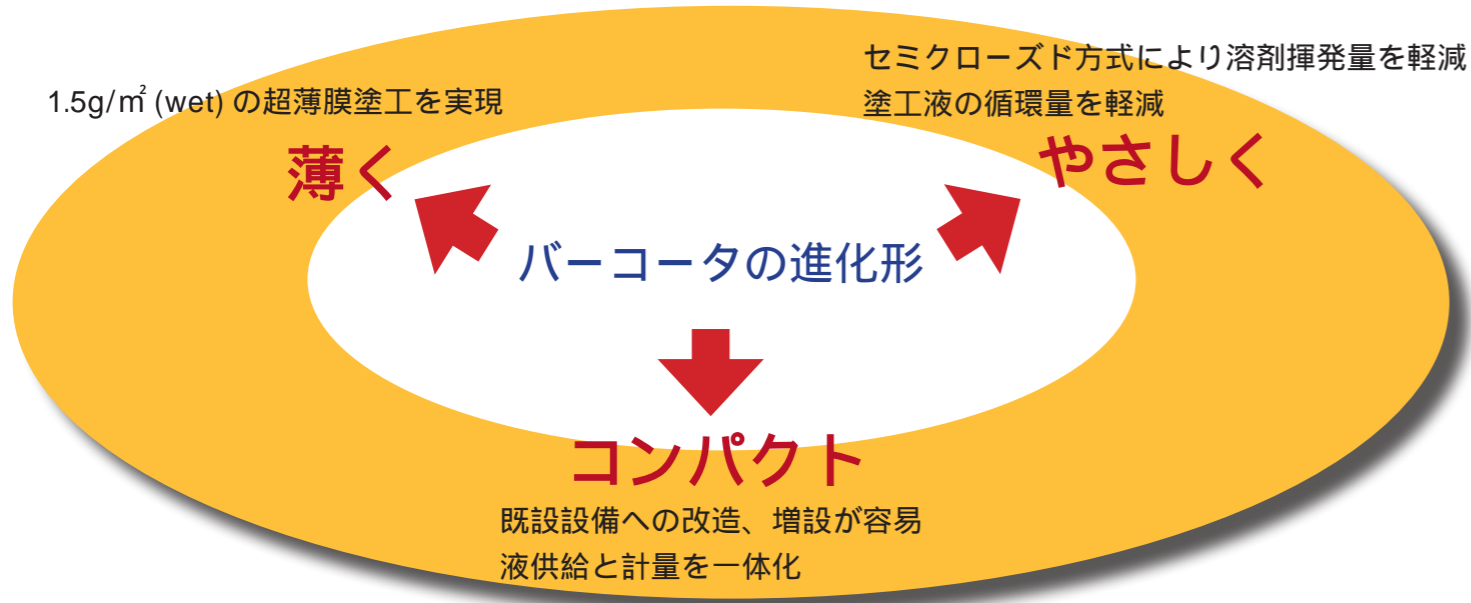 セミクローズド方式により溶剤揮発量を軽減
1.5g/㎡ (wet) の超薄膜塗工を実現
塗工液の循環量を軽減
薄く
やさしく
バーコータの進化形
コンパクト
既設設備への改造、増設が容易
液供給と計量を一体化